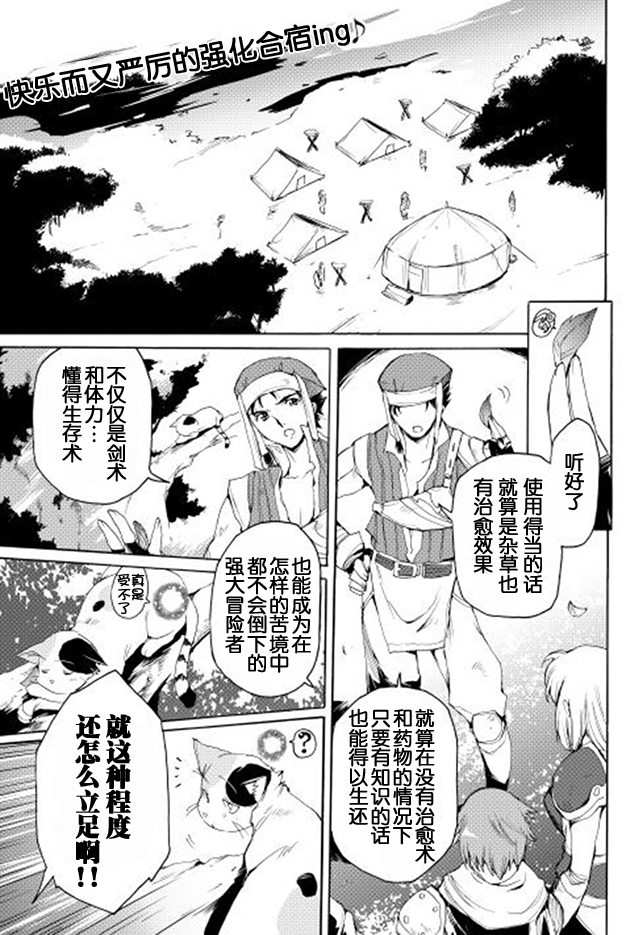 快乐而又严厉的强化合宿ing♪
听好了
使用得当的话
就算是杂草也
有治愈效果
就算在没有治愈术
和药物的情况下
只要有知识的话
也能得以生还
不仅仅是剑术
和体力…
懂得生存术
也能成为在
怎样的苦境中
都不会倒下的
强大冒险者
真是
受不了
?
就这种程度
还怎么立足啊!!